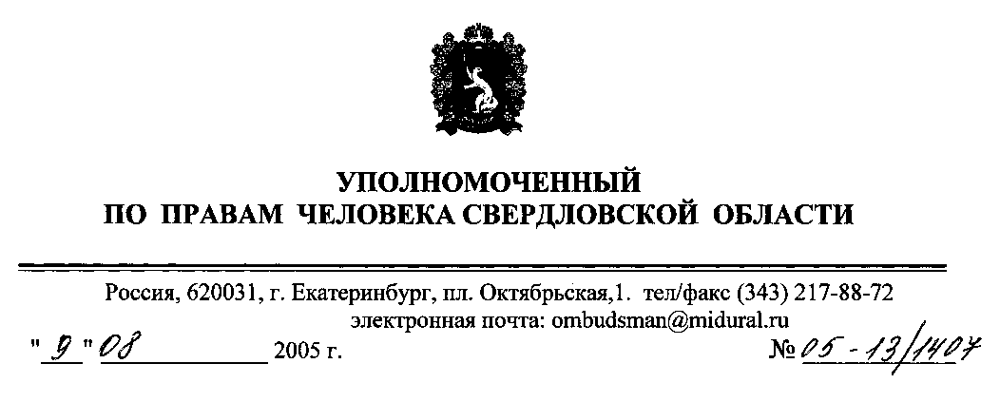 УПОЛНОМОЧЕННЫЙ
ПО ПРАВАМ ЧЕЛОВЕКА СВЕРДЛОВСКОЙ ОБЛАСТИ
Россия, 620031, г. Екатеринбург, пл. Октябрьская,1. тел/факс (343) 217-88-72
электронная почта: ombudsman@midural.ru
"9" 08 2005 г. № 05-13/1407